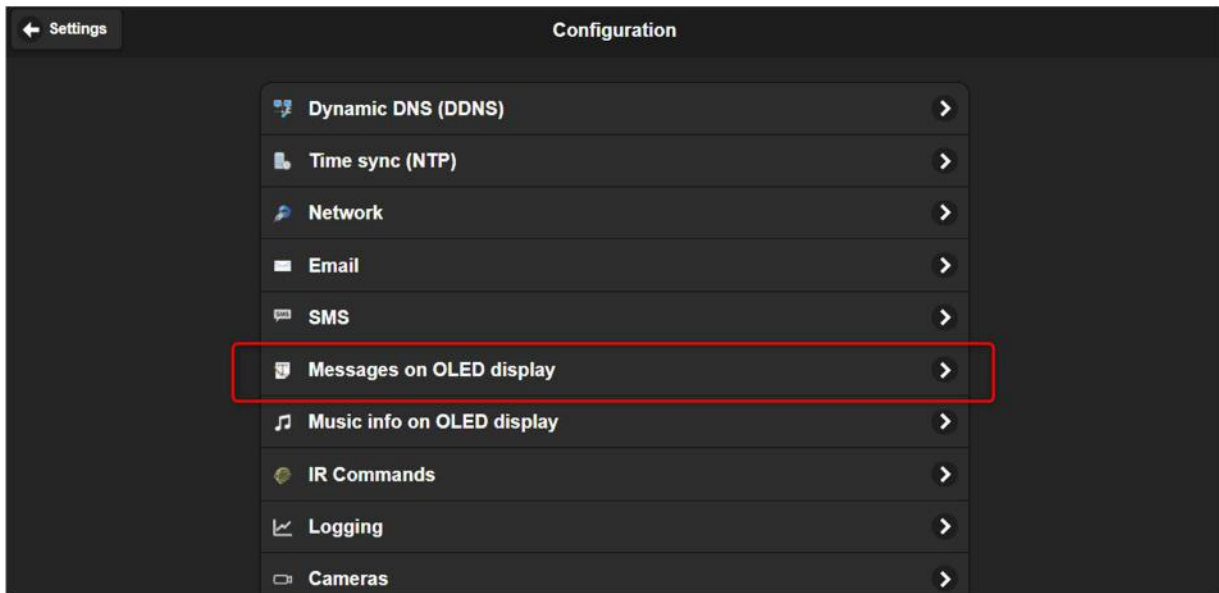 Settings
Configuration
Dynamic DNS (DDNS)
Time sync (NTP)
Network
Email
SMS
Messages on OLED display
Music info on OLED display
IR Commands
Logging
Cameras